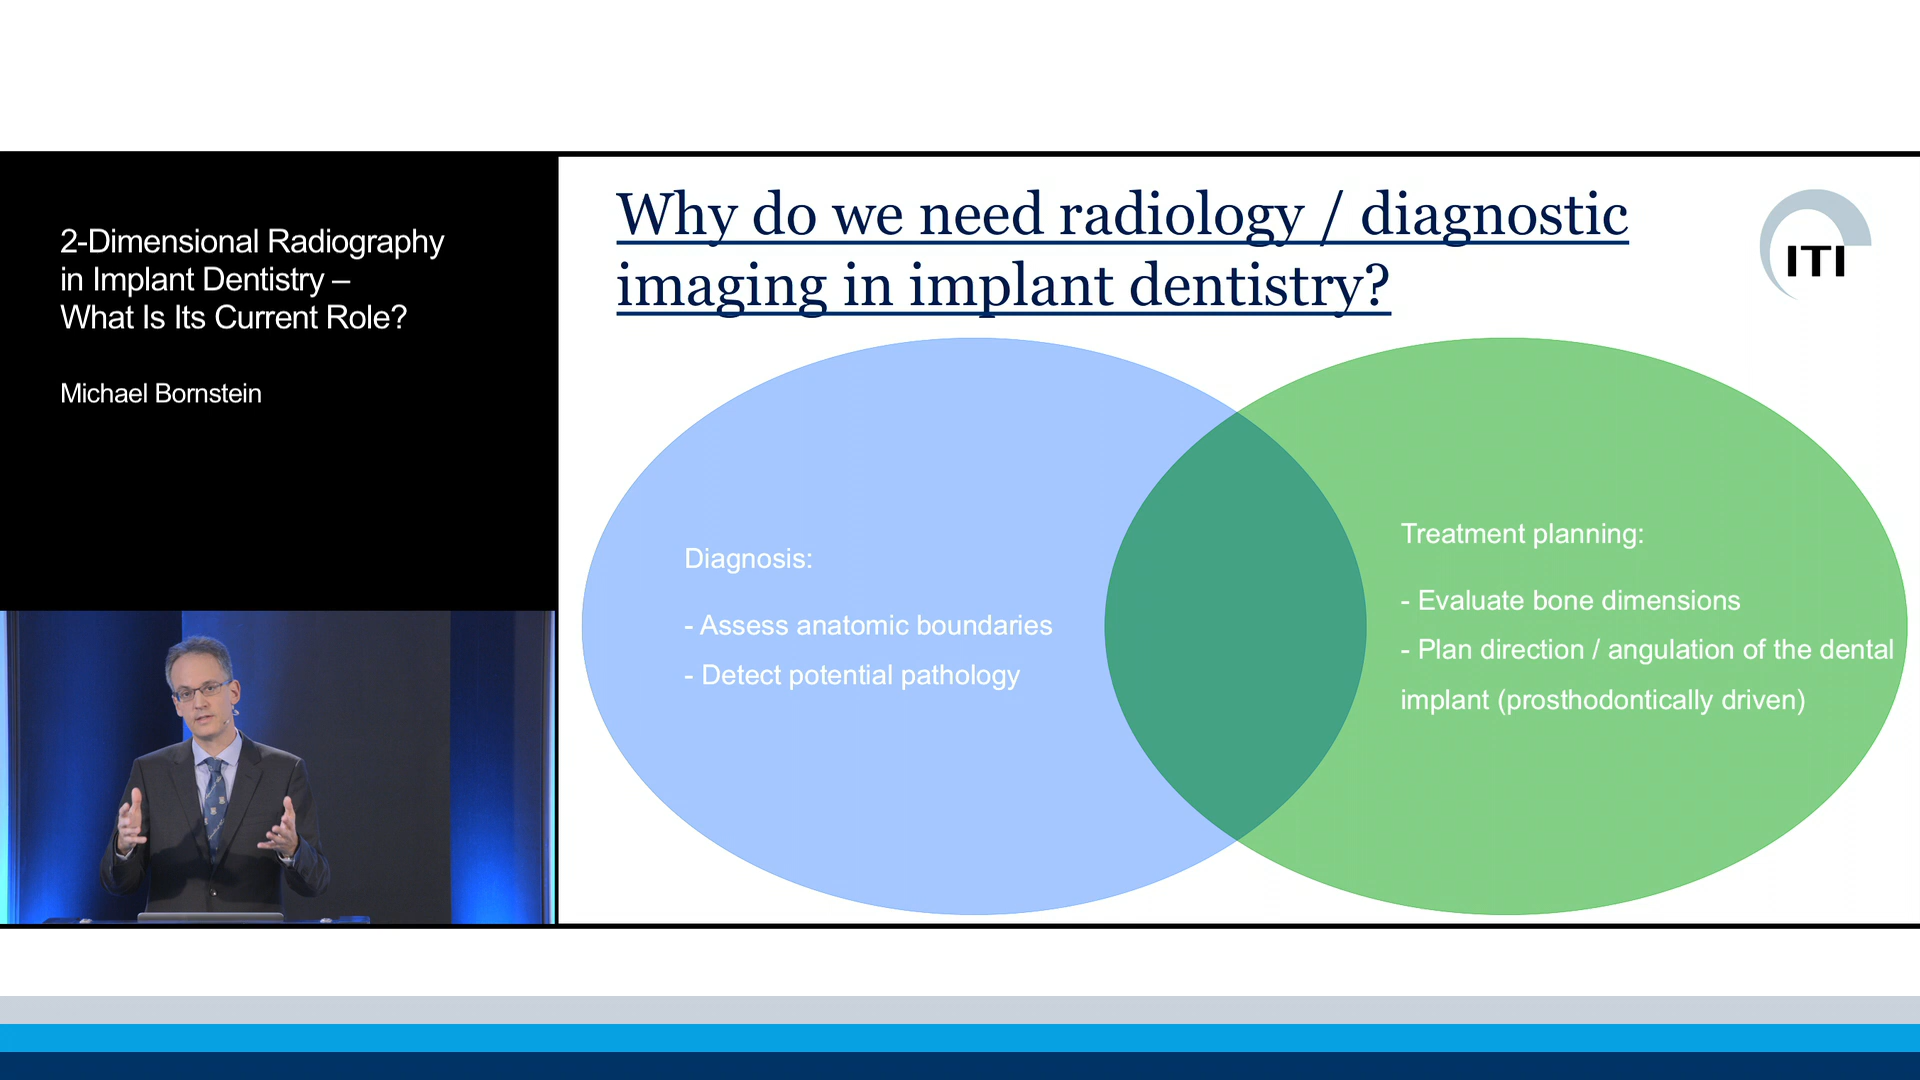 2-Dimensional Radiography
in Implant Dentistry –
What Is Its Current Role?
Michael Bornstein
Why do we need radiology / diagnostic
imaging in implant dentistry?
ITI
Diagnosis:
- Assess anatomic boundaries
- Detect potential pathology
Treatment planning:
- Evaluate bone dimensions
- Plan direction / angulation of the dental
implant (prosthodontically driven)